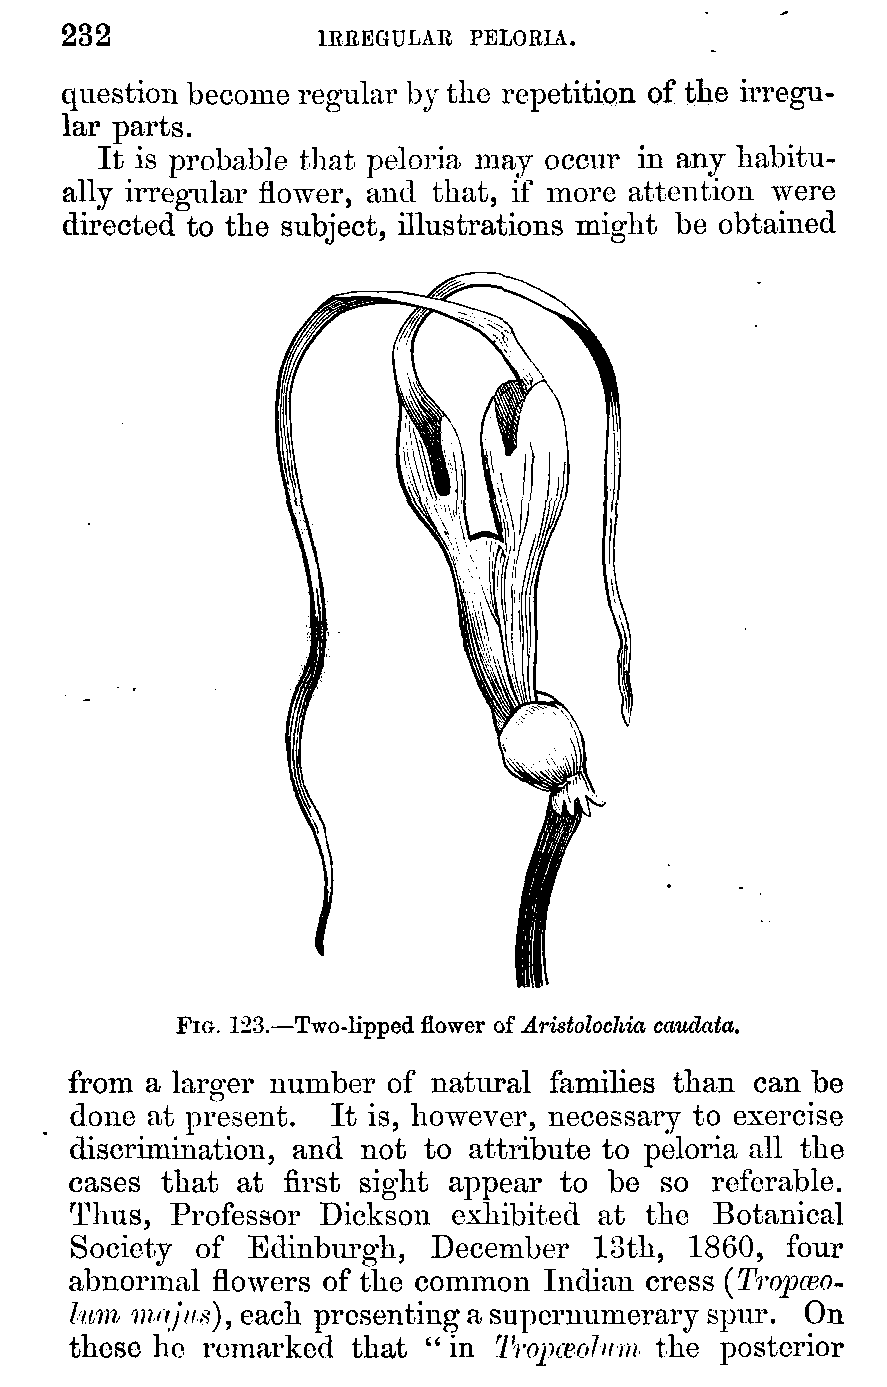 232 IRREGULAR PELORIA.
question become regular by the repetition of the irregu-
lar parts.
It is probable that peloria may occur in any habitu-
ally irregular flower, and that, if more attention were
directed to the subject, illustrations might be obtained
FIG. 123.—Two-lipped flower of Aristolochia caudata.
from a larger number of natural families than can be
done at present. It is, however, necessary to exercise
discrimination, and not to attribute to peloria all the
cases that at first sight appear to be so referable.
Thus, Professor Dickson exhibited at the Botanical
Society of Edinburgh, December 13th, 1860, four
abnormal flowers of the common Indian cress (Tropæo-
lum majus), each presenting a supernumerary spur. On
these he remarked that “in Tropæolum the posterior